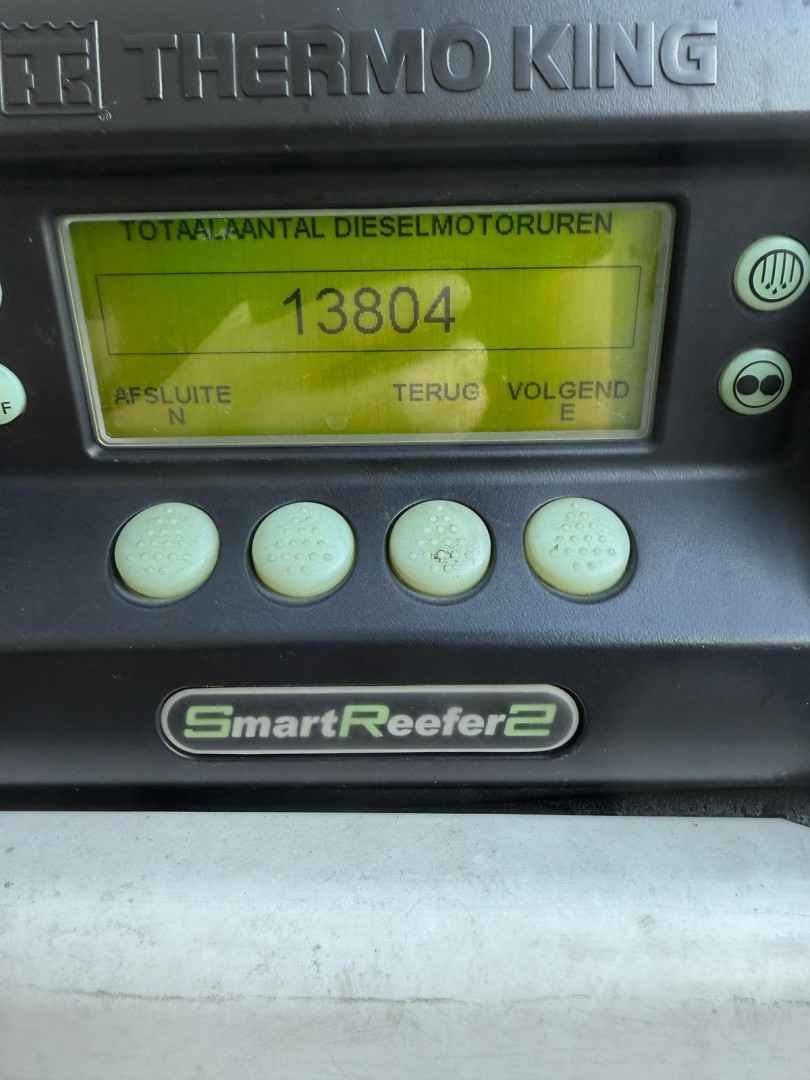 THERMO KING
TOTAALAANTAL DIESELMOTORUREN
13804
AFSLUITE
N
TERUG
VOLGEND
E
F
SmartReefer2